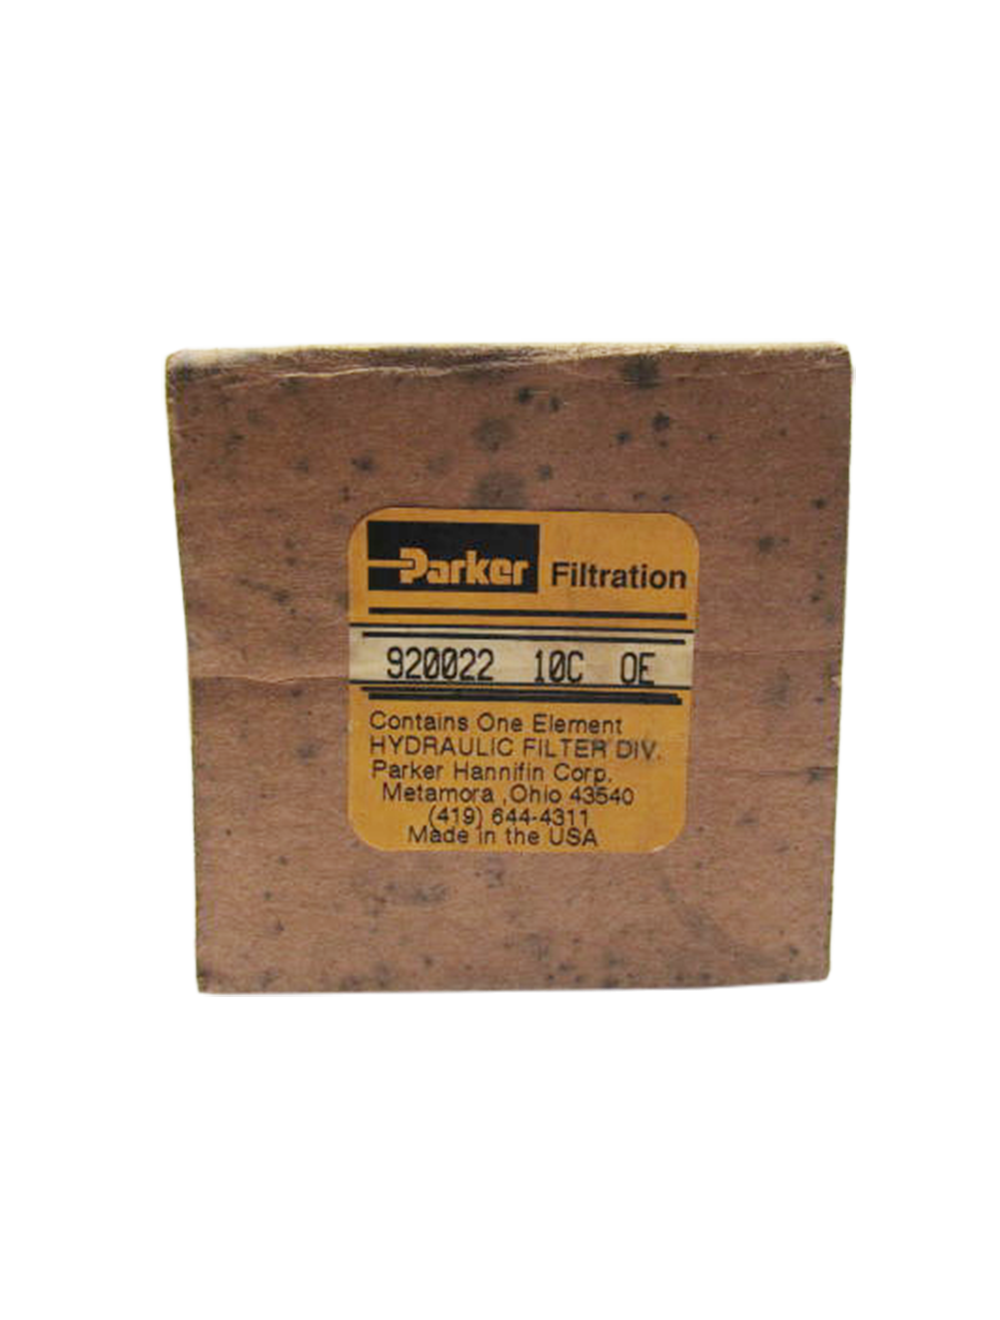 Parker Filtration
920022 10C OE
Contains One Element
HYDRAULIC FILTER DIV.
Parker Hannifin Corp.
Metamora ,Ohio 43540
(419) 644-4311
Made in the USA